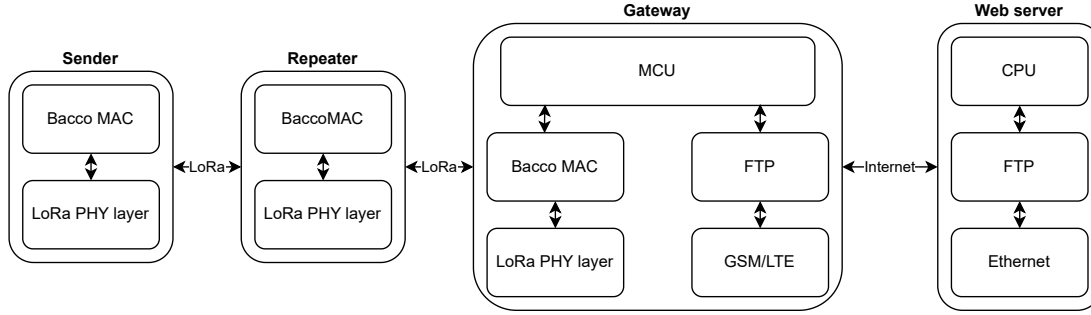 Sender
Bacco MAC
LoRa PHY layer
LoRa
Repeater
BaccoMAC
LoRa PHY layer
LoRa
Gateway
MCU
Bacco MAC
FTP
LoRa PHY layer
GSM/LTE
Internet
Web server
CPU
FTP
Ethernet